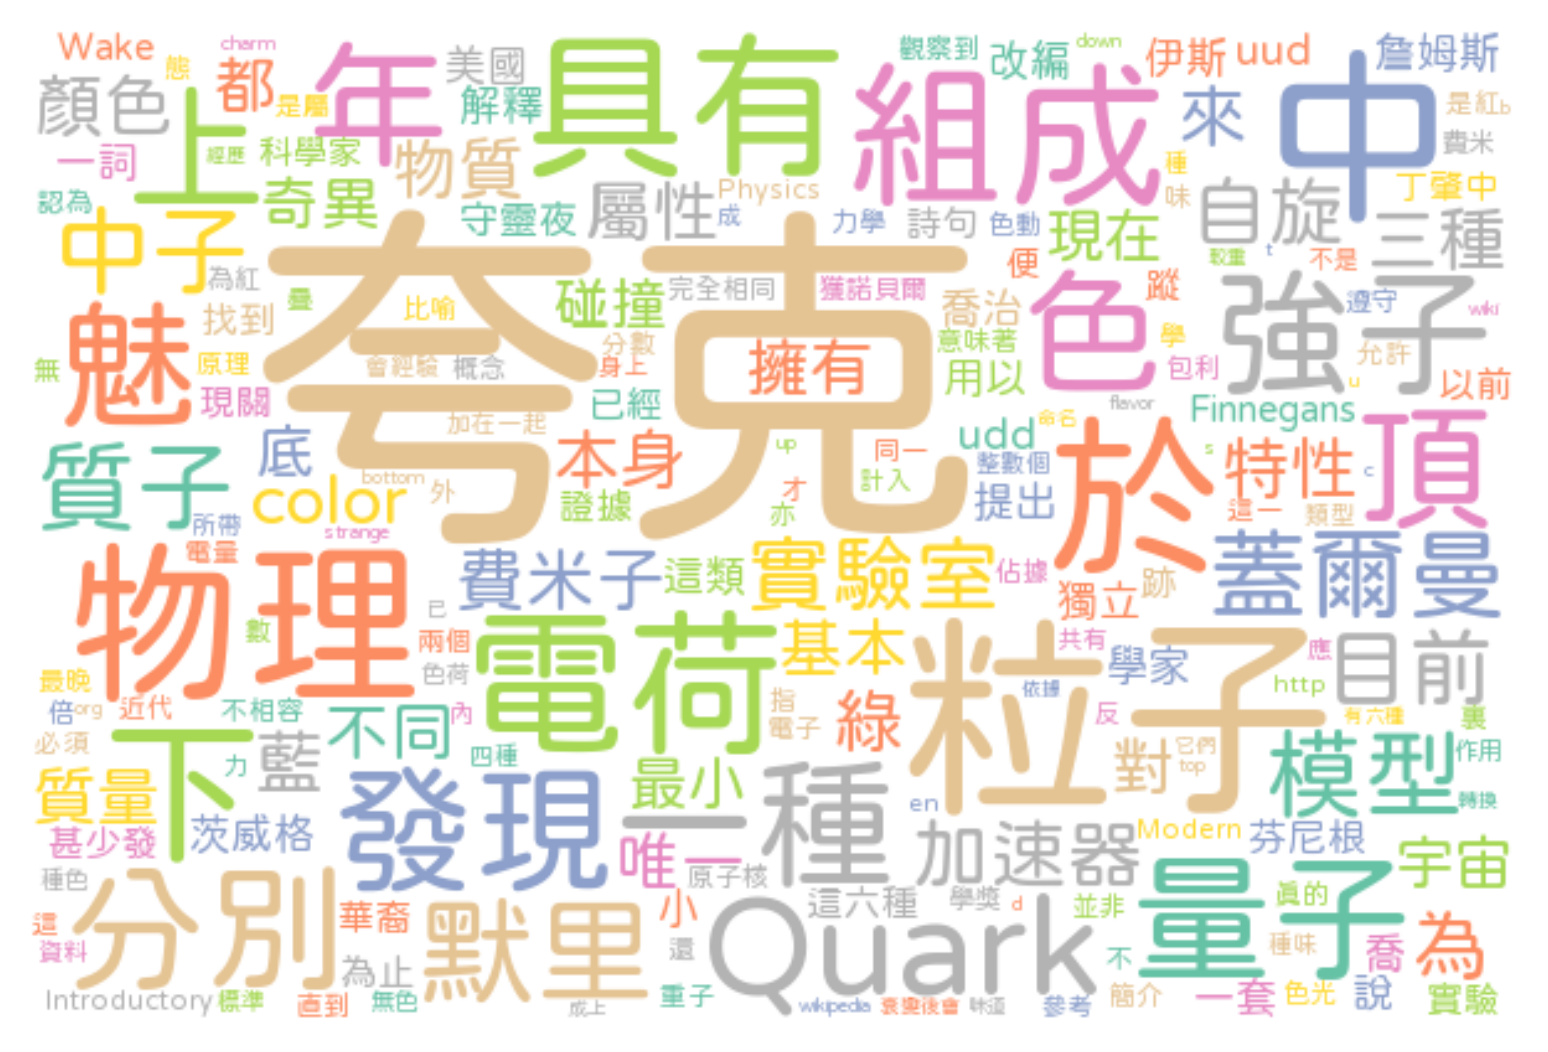 Wake
charm
年
美國
具有
觀察到
改編
down
伊斯
uud
詹姆斯
態
都
組成
中
顏色
是屬
解釋
來
是紅
b
上
經歷
科學家
物質
費米
一詞
種
認為
奇異
守靈夜
屬性
Physics
成
力學
詩句
色動
現在
味
自旋
丁肇中
三種
中子
夸克
便
較重
t
不是
為紅
疊
比喻
碰撞
完全相同
獲諾貝爾
喬治
色
蹤
強子
遵守
wiki
魅
找到
擁有
意味著
學
無
原理
曾經驗
概念
分數
身上
用以
包利
允許
u
以前
現關
已經
flavor
Finnegans
頂
加在一起
底
本身
up
同一
udd
命名
於
s
特性
c
質子
color
bottom
外
證據
才
計入
整數個
提出
這一
類型
所帶
strange
亦
電量
物理
費米子
這類
實驗室
佔據
獨立
跡
蓋爾曼
已
數
兩個
電荷
基本
粒子
共有
學家
應
目前
最晚
色荷
依據
http
倍
org
近代
不相容
不同
內
指
電子
綠
反
有六種
裏
必須
下
力
藍
四種
對
它們
top
模型
作用
質量
發現
最小
一種
en
轉換
甚少發
茨威格
唯一
加速器
Modern
芬尼根
宇宙
種色
分別
原子核
這六種
學獎
d
並非
量子
真的
這
華裔
默里
小
Quark
資料
為止
還
不
種味
喬
為
Introductory
標準
直到
無色
成上
重子
wikipedia
衰變後會
味道
參考
簡介
一套
色光
說
實驗